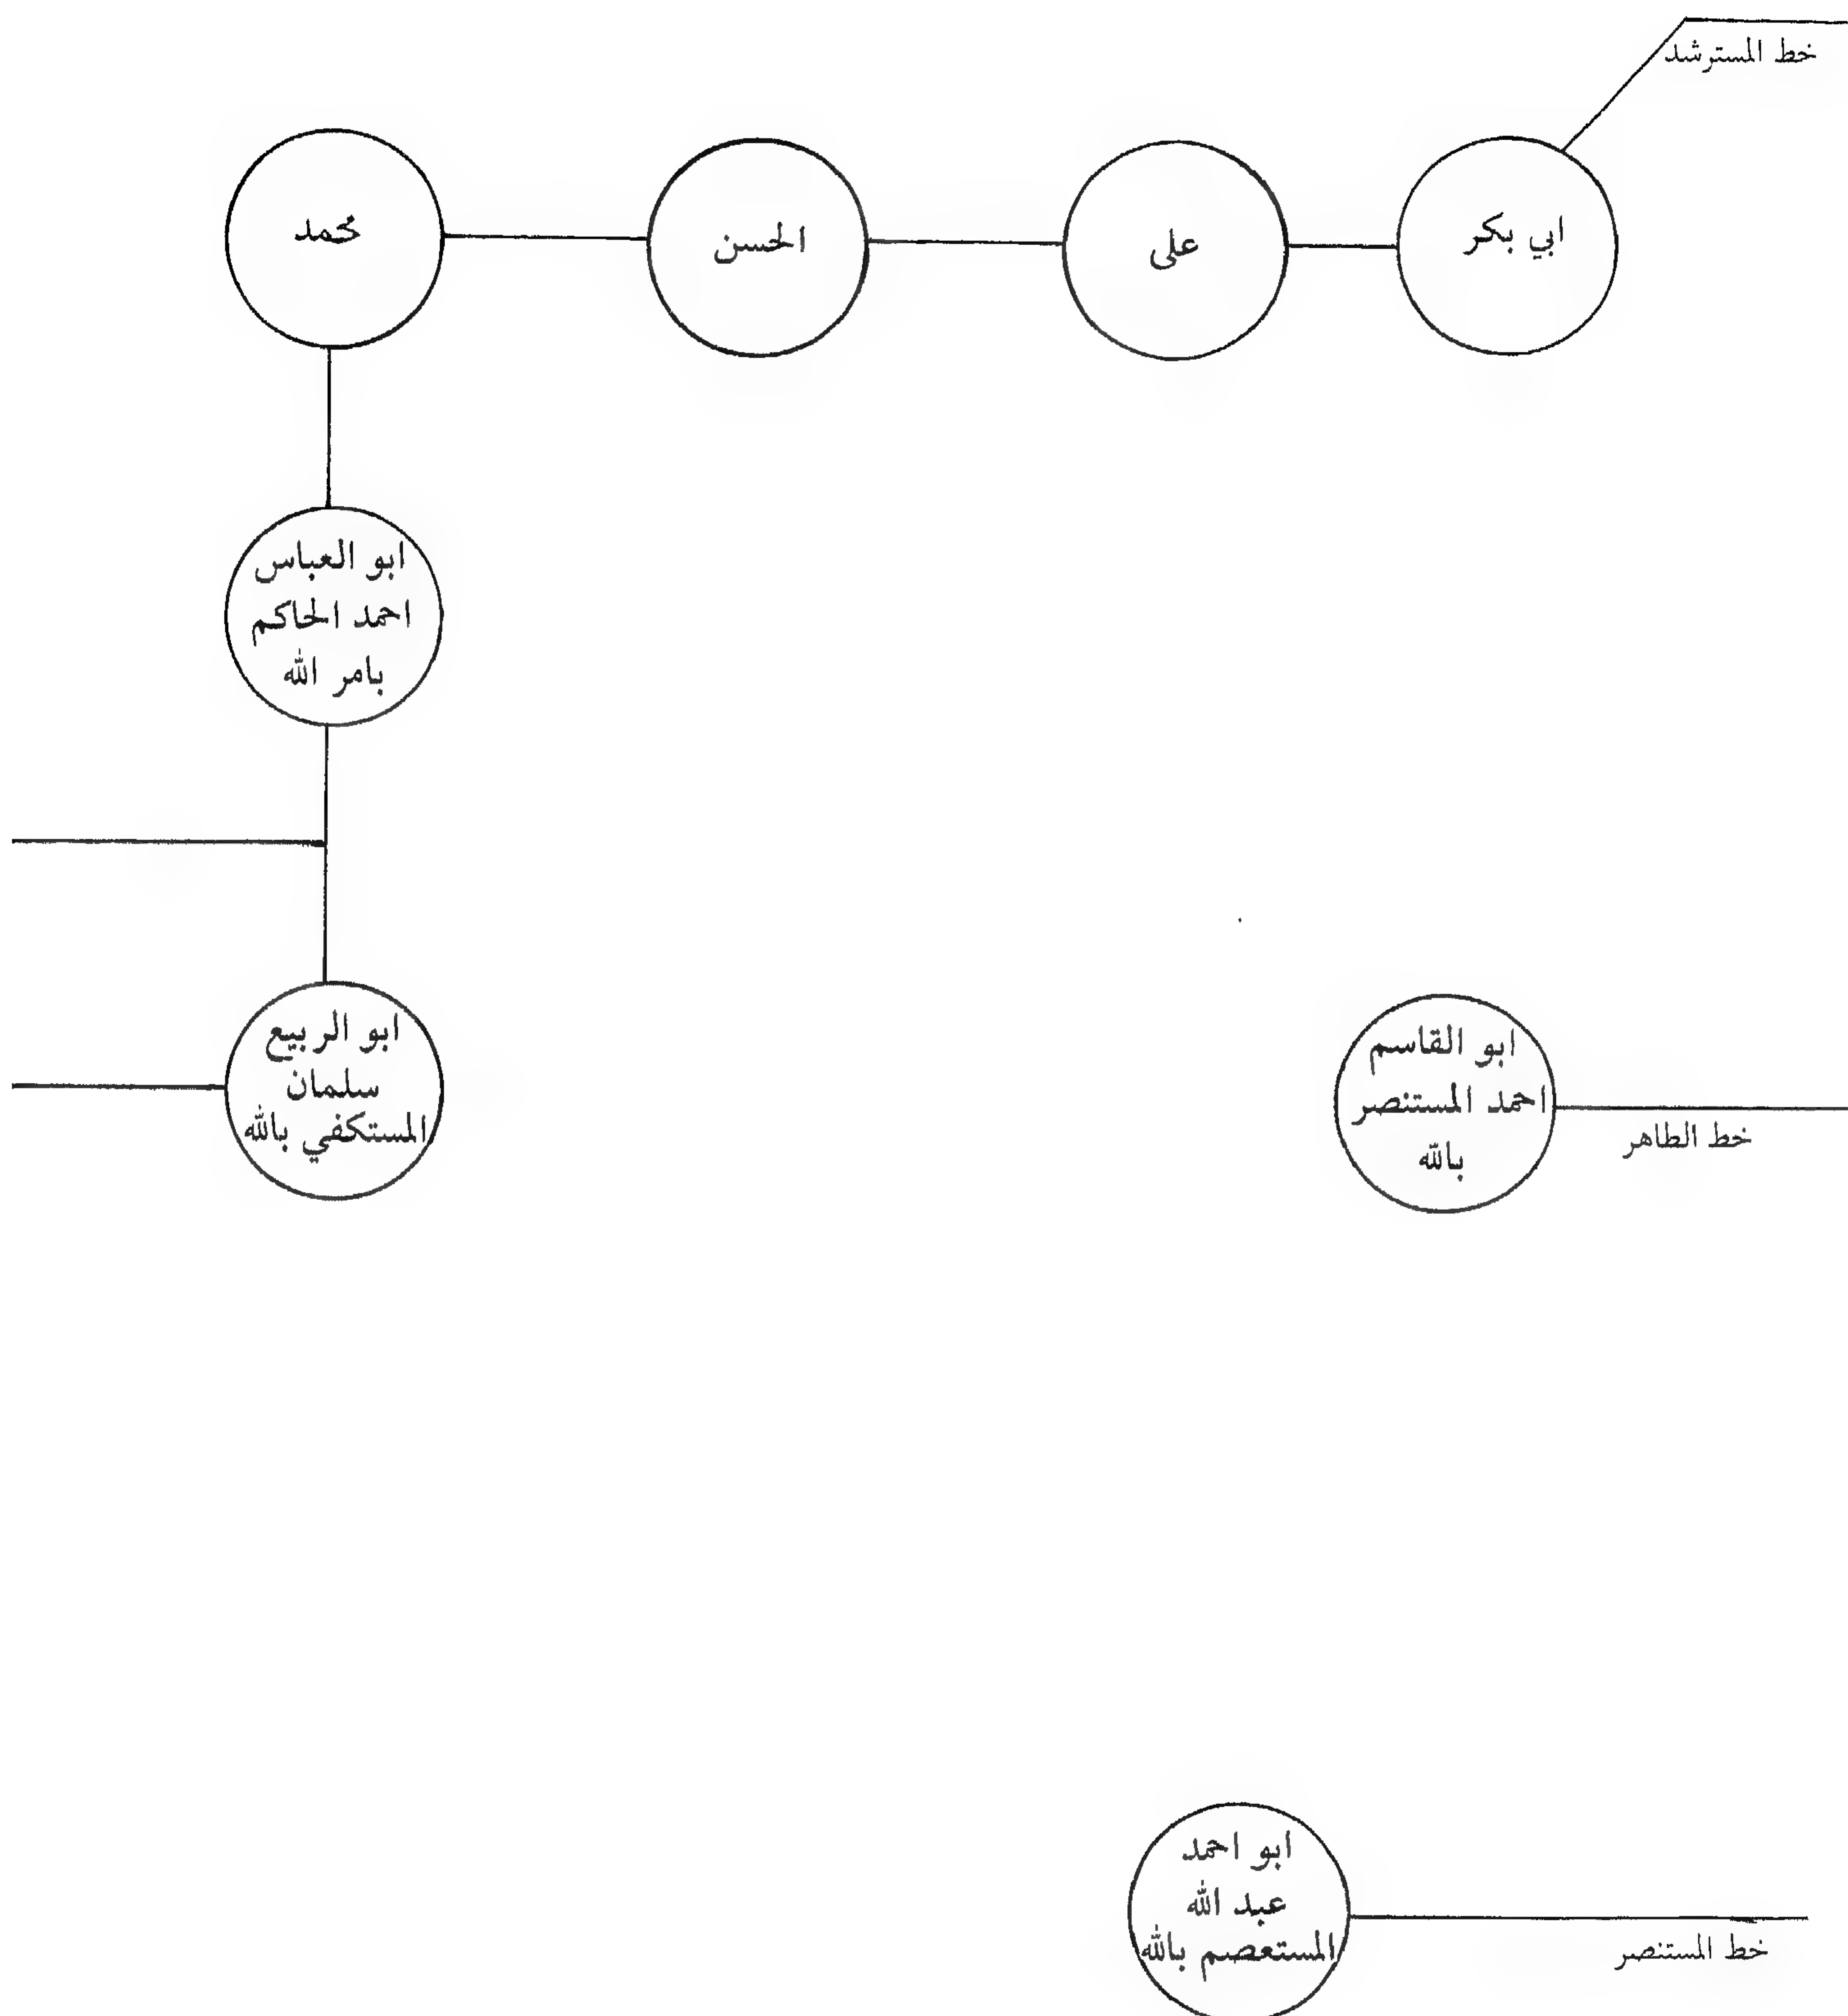 خط المسترشد
ابي بكر
على
الحسن
محمد
ابو العباس
احمد الحاكم
بامر الله
ابو الربيع
سلمان
المستكفي بالله
ابو القاسم
احمد المستنصر
بالله
خط الطاهر
ابو احمد
عبد الله
المستعصم بالله
خط المستنصر